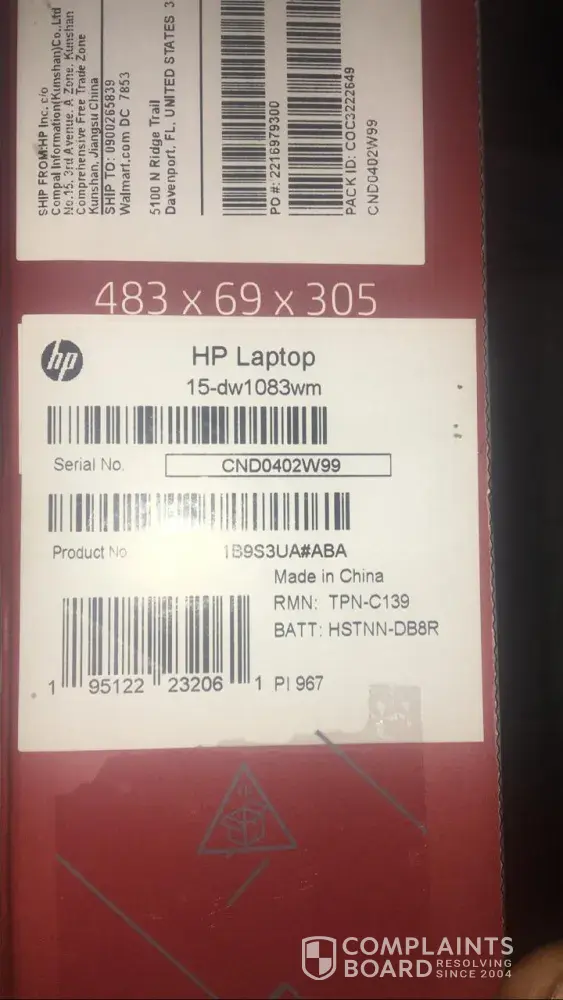 SHIP FROM:HP Inc. c/o
Compal Information(Kunshan)Co.,Ltd
No.15, 3rd Avenue, A Zone, Kunshan
Comprehensive Free Trade Zone
Kunshan, Jiangsu China
SHIP TO: 0900265839
Walmart.com DC 7853
5100 N Ridge Trail
Davenport, FL, UNITED STATES 3
PO #: 2216979300
PACK ID: COC3222649
CND0402W99
483 x 69 x 305
hp
HP Laptop
15-dw1083wm
Serial No. CND0402W99
Product No 1B9S3UA#ABA
Made in China
RMN: TPN-C139
BATT: HSTNN-DB8R
1 95122 23206 1 PI 967
COMPLAINTS
BOARD RESOLVING
SINCE 2004